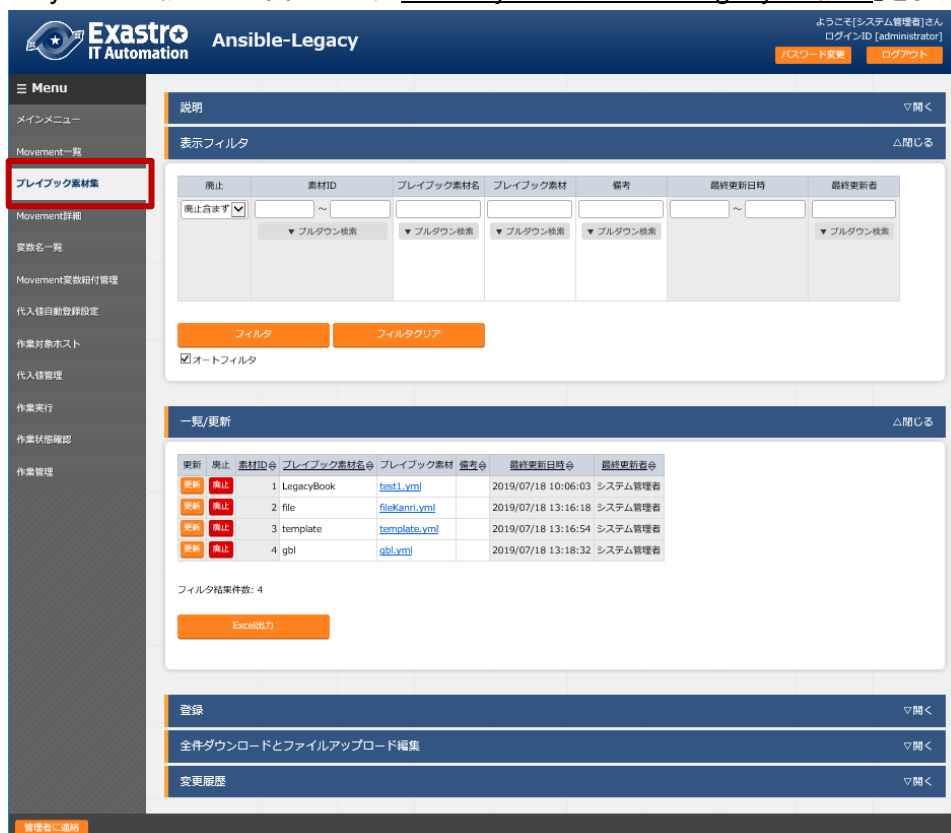 Exastro
IT Automation
Ansible-Legacy
ようこそ[システム管理者]さん
ログインID [administrator]
パスワード変更 ログアウト
☰ Menu
メインメニュー
Movement一覧
プレイブック素材集
Movement詳細
変数名一覧
Movement変数紐付管理
代入値自動登録設定
作業対象ホスト
代入値管理
作業実行
作業状態確認
作業管理
説明 ▽開く
表示フィルタ △閉じる
廃止 素材ID プレイブック素材名 プレイブック素材 備考 最終更新日時 最終更新者
廃止含まず ～ ～
▼ プルダウン検索 ▼ プルダウン検索 ▼ プルダウン検索 ▼ プルダウン検索 ▼ プルダウン検索
フィルタ フィルタクリア
オートフィルタ
一覧/更新 △閉じる
更新 廃止 素材ID プレイブック素材名 プレイブック素材 備考 最終更新日時 最終更新者
更新 廃止 1 LegacyBook test1.yml 2019/07/18 10:06:03 システム管理者
更新 廃止 2 file fileKanri.yml 2019/07/18 13:16:18 システム管理者
更新 廃止 3 template template.yml 2019/07/18 13:16:54 システム管理者
更新 廃止 4 gbl gbl.yml 2019/07/18 13:18:32 システム管理者
フィルタ結果件数: 4
Excel出力
登録 ▽開く
全件ダウンロードとファイルアップロード編集 ▽開く
変更履歴 ▽開く
管理者に連絡